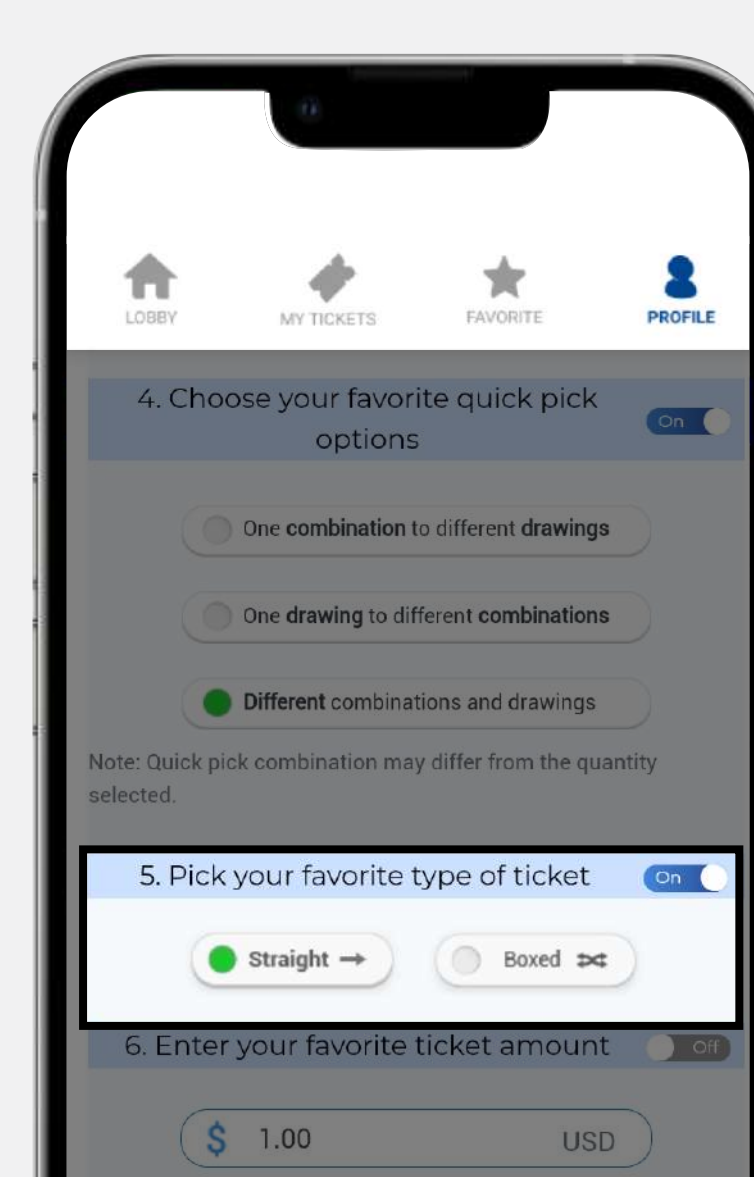 LOBBY MY TICKETS FAVORITE PROFILE
4. Choose your favorite quick pick
options
On
One combination to different drawings
One drawing to different combinations
Different combinations and drawings
Note: Quick pick combination may differ from the quantity
selected.
5. Pick your favorite type of ticket On
Straight → Boxed
6. Enter your favorite ticket amount Off
$ 1.00 USD